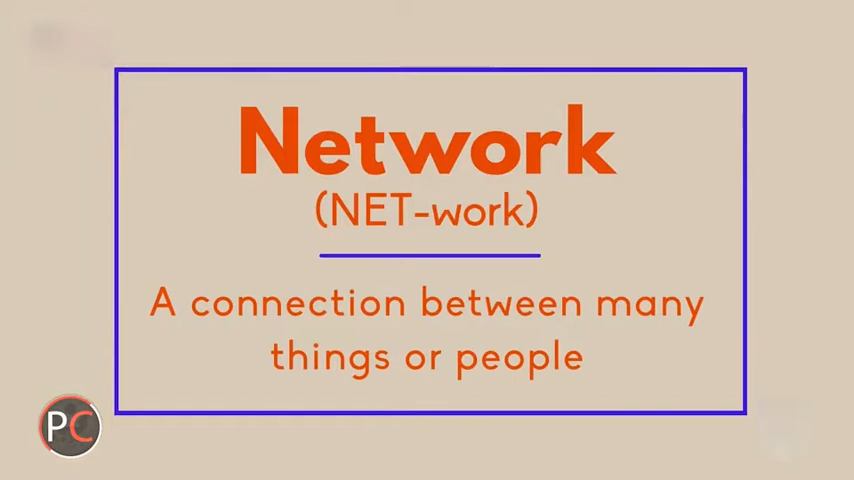 Network
(NET-work)
A connection between many
things or people
PC